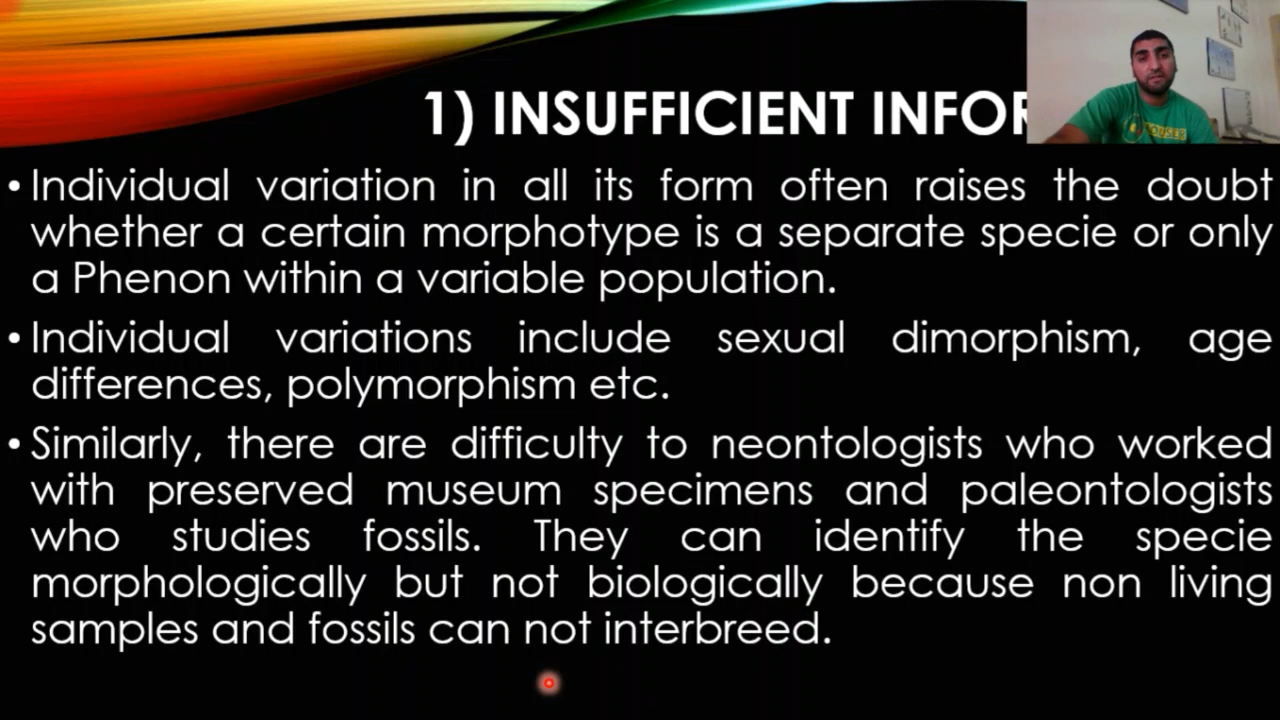 1) INSUFFICIENT INFOR
• Individual variation in all its form often raises the doubt
whether a certain morphotype is a separate specie or only
a Phenon within a variable population.
• Individual variations include sexual dimorphism, age
differences, polymorphism etc.
• Similarly, there are difficulty to neontologists who worked
with preserved museum specimens and paleontologists
who studies fossils. They can identify the specie
morphologically but not biologically because non living
samples and fossils can not interbreed.